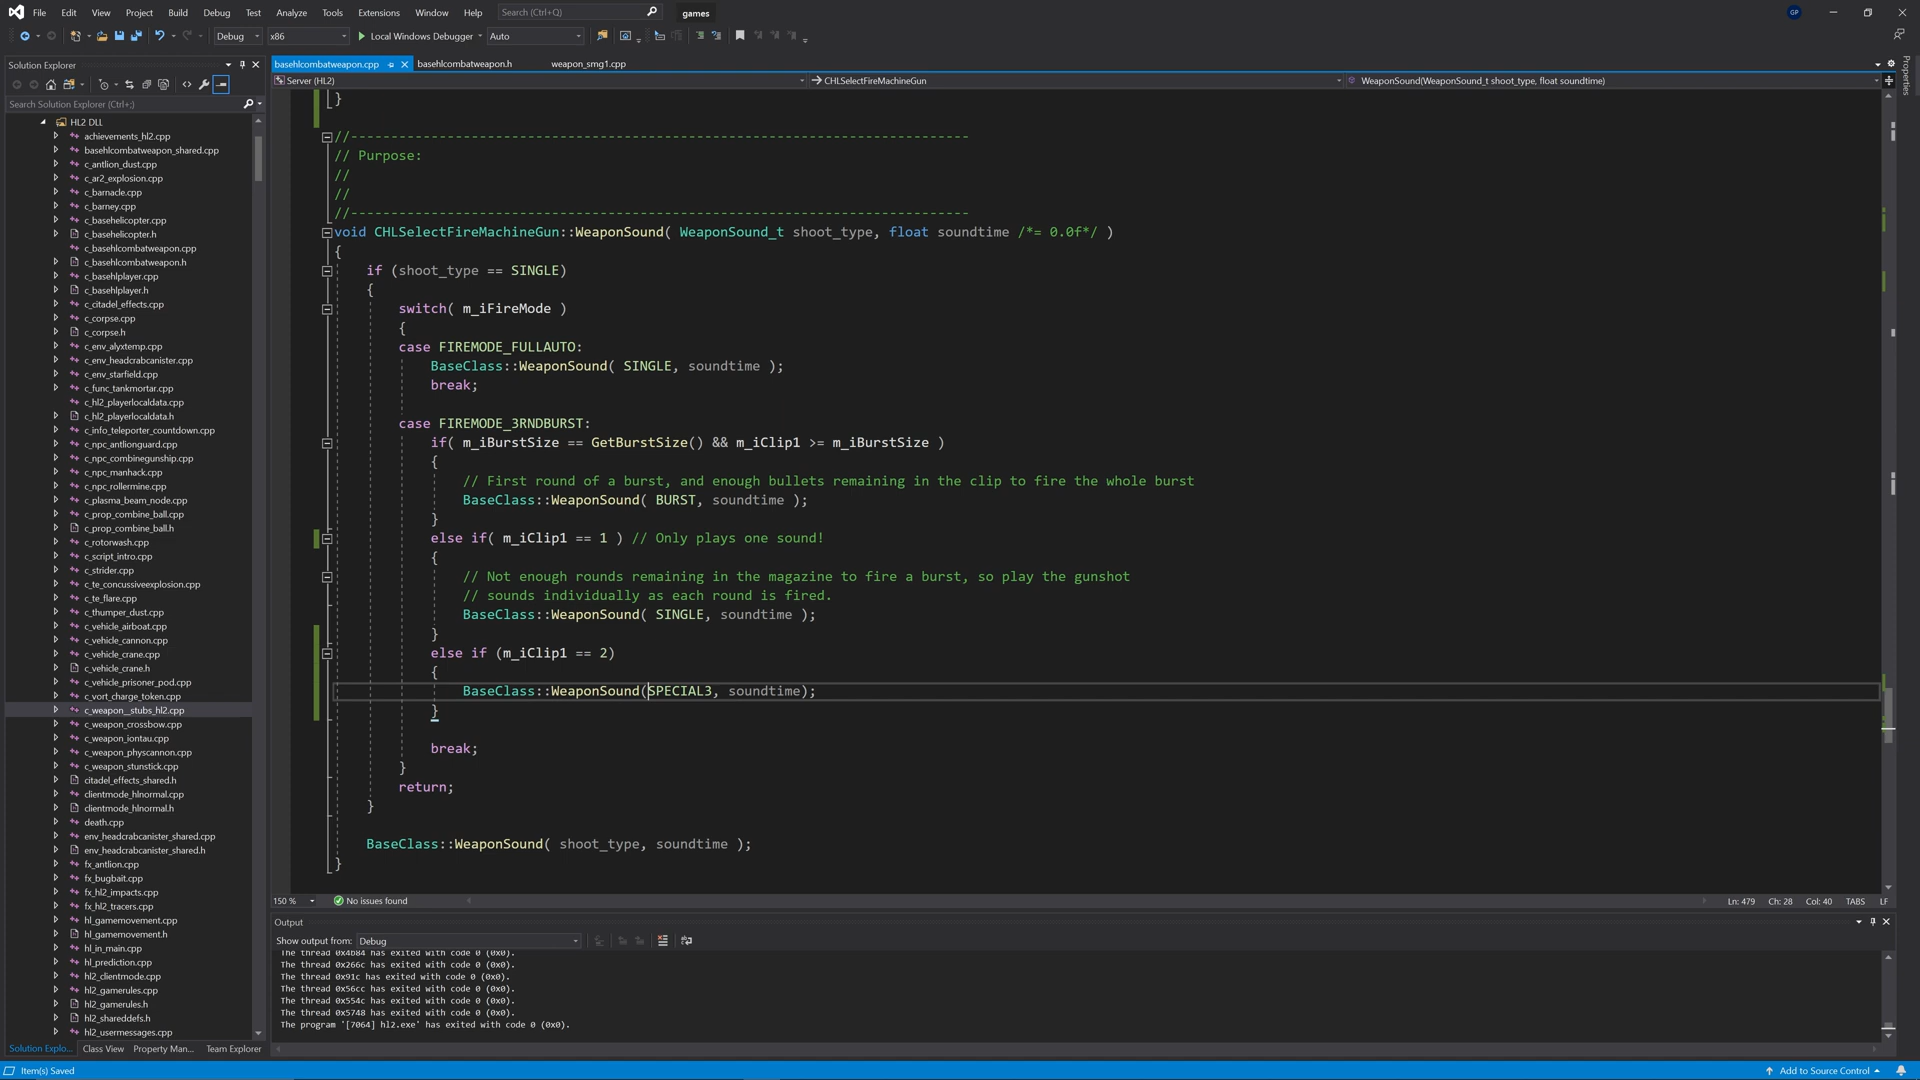 File Edit View Project Build Debug Test Analyze Tools Extensions Window Help Search (Ctrl+Q) games GP
Debug x86 Local Windows Debugger Auto
Solution Explorer
Search Solution Explorer (Ctrl+;)
HL2 DLL
achievements_hl2.cpp
basehlcombatweapon_shared.cpp
c_antlion_dust.cpp
c_ar2_explosion.cpp
c_barnacle.cpp
c_barney.cpp
c_basehelicopter.cpp
c_basehelicopter.h
c_basehlcombatweapon.cpp
c_basehlcombatweapon.h
c_basehlplayer.cpp
c_basehlplayer.h
c_citadel_effects.cpp
c_corpse.cpp
c_corpse.h
c_env_alyxtemp.cpp
c_env_headcrabcanister.cpp
c_env_starfield.cpp
c_func_tankmortar.cpp
c_hl2_playerlocaldata.cpp
c_hl2_playerlocaldata.h
c_info_teleporter_countdown.cpp
c_npc_antlionguard.cpp
c_npc_combinegunship.cpp
c_npc_manhack.cpp
c_npc_rollermine.cpp
c_plasma_beam_node.cpp
c_prop_combine_ball.cpp
c_prop_combine_ball.h
c_rotorwash.cpp
c_script_intro.cpp
c_strider.cpp
c_te_concussiveexplosion.cpp
c_te_flare.cpp
c_thumper_dust.cpp
c_vehicle_airboat.cpp
c_vehicle_cannon.cpp
c_vehicle_crane.cpp
c_vehicle_crane.h
c_vehicle_prisoner_pod.cpp
c_vort_charge_token.cpp
c_weapon__stubs_hl2.cpp
c_weapon_crossbow.cpp
c_weapon_iontau.cpp
c_weapon_physcannon.cpp
c_weapon_stunstick.cpp
citadel_effects_shared.h
clientmode_hlnormal.cpp
clientmode_hlnormal.h
death.cpp
env_headcrabcanister_shared.cpp
env_headcrabcanister_shared.h
fx_antlion.cpp
fx_bugbait.cpp
fx_hl2_impacts.cpp
fx_hl2_tracers.cpp
hl_gamemovement.cpp
hl_gamemovement.h
hl_in_main.cpp
hl_prediction.cpp
hl2_clientmode.cpp
hl2_gamerules.cpp
hl2_gamerules.h
hl2_shareddefs.h
hl2_usermessages.cpp
Solution Explo... Class View Property Man... Team Explorer
basehlcombatweapon.cpp basehlcombatweapon.h weapon_smg1.cpp
Server (HL2) CHLSelectFireMachineGun WeaponSound(WeaponSound_t shoot_type, float soundtime)
Properties
}
//-----------------------------------------------------------------------------
// Purpose:
//
//
//-----------------------------------------------------------------------------
void CHLSelectFireMachineGun::WeaponSound( WeaponSound_t shoot_type, float soundtime /*= 0.0f*/ )
{
if (shoot_type == SINGLE)
{
switch( m_iFireMode )
{
case FIREMODE_FULLAUTO:
BaseClass::WeaponSound( SINGLE, soundtime );
break;
case FIREMODE_3RNDBURST:
if( m_iBurstSize == GetBurstSize() && m_iClip1 >= m_iBurstSize )
{
// First round of a burst, and enough bullets remaining in the clip to fire the whole burst
BaseClass::WeaponSound( BURST, soundtime );
}
else if( m_iClip1 == 1 ) // Only plays one sound!
{
// Not enough rounds remaining in the magazine to fire a burst, so play the gunshot
// sounds individually as each round is fired.
BaseClass::WeaponSound( SINGLE, soundtime );
}
else if (m_iClip1 == 2)
{
BaseClass::WeaponSound(SPECIAL3, soundtime);
}
break;
}
return;
}
BaseClass::WeaponSound( shoot_type, soundtime );
}
150 % No issues found Ln: 479 Ch: 28 Col: 40 TABS LF
Output
Show output from: Debug
The thread 0x4b84 has exited with code 0 (0x0).
The thread 0x266c has exited with code 0 (0x0).
The thread 0x91c has exited with code 0 (0x0).
The thread 0x56cc has exited with code 0 (0x0).
The thread 0x554c has exited with code 0 (0x0).
The thread 0x5748 has exited with code 0 (0x0).
The program '[7064] hl2.exe' has exited with code 0 (0x0).
Item(s) Saved Add to Source Control